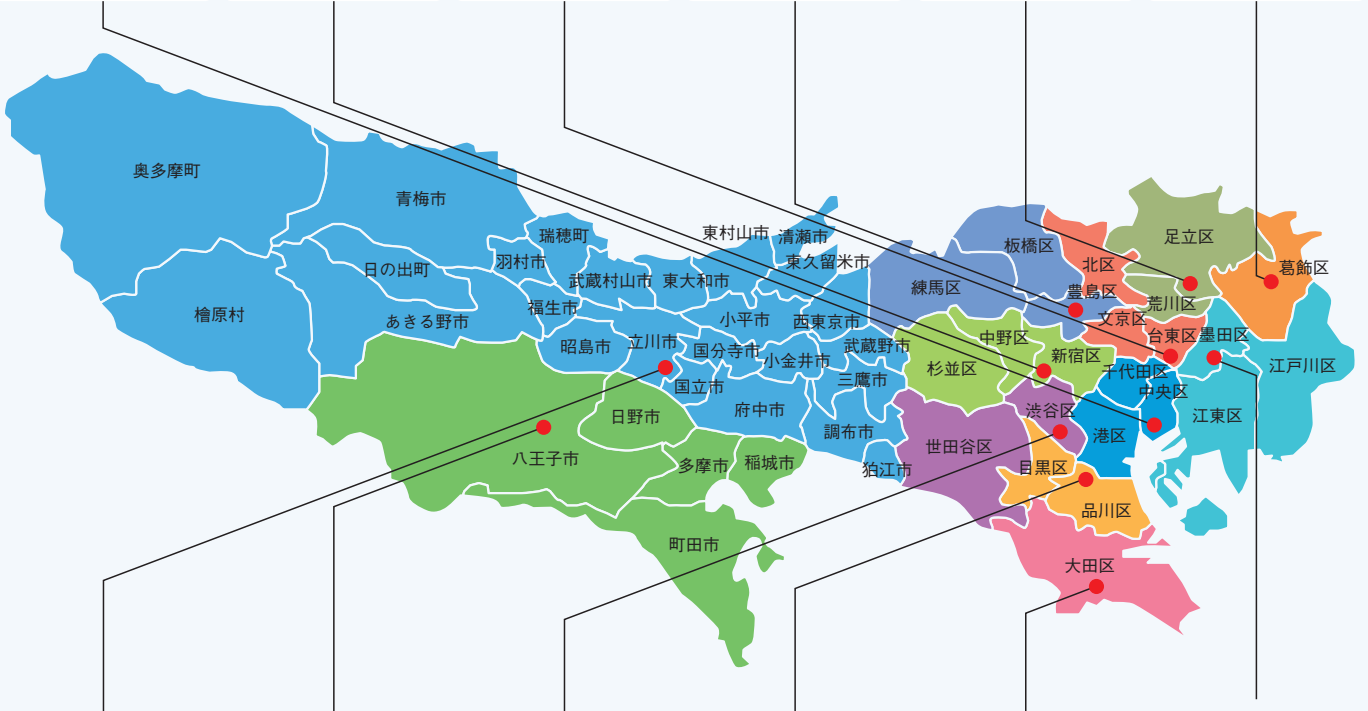 奥多摩町
青梅市
瑞穂町
東村山市
清瀬市
羽村市
日の出町
武蔵村山市
東大和市
東久留米市
檜原村
あきる野市
福生市
小平市
西東京市
昭島市
立川市
国分寺市
小金井市
武蔵野市
国立市
三鷹市
日野市
府中市
調布市
八王子市
多摩市
稲城市
狛江市
町田市
板橋区
北区
足立区
葛飾区
練馬区
豊島区
荒川区
文京区
台東区
墨田区
中野区
新宿区
杉並区
千代田区
中央区
江戸川区
渋谷区
港区
江東区
世田谷区
目黒区
品川区
大田区